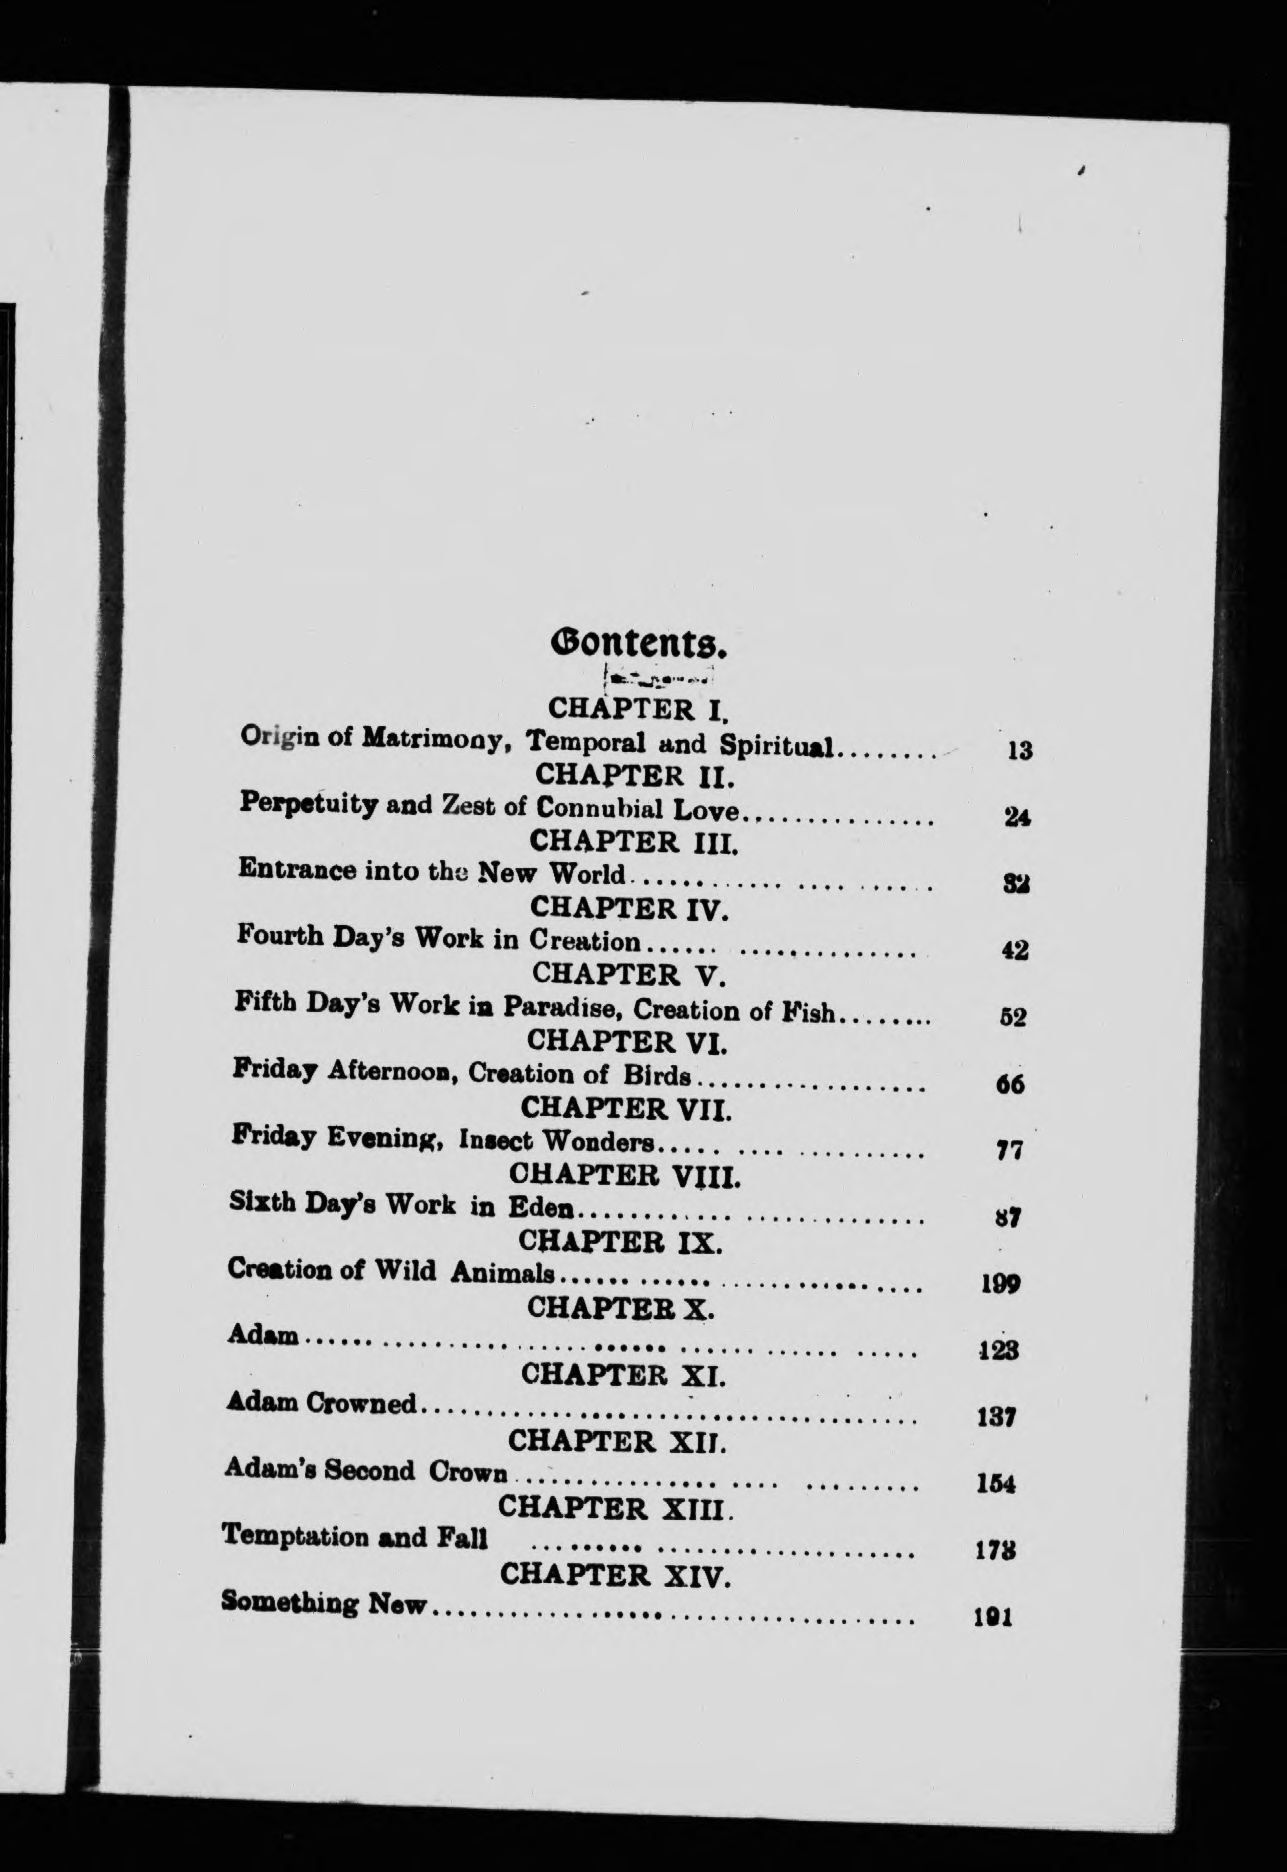 Contents.
CHAPTER I.
Origin of Matrimony, Temporal and Spiritual........ 13
CHAPTER II.
Perpetuity and Zest of Connubial Love............... 24
CHAPTER III.
Entrance into the New World........................ 32
CHAPTER IV.
Fourth Day's Work in Creation.................... 42
CHAPTER V.
Fifth Day's Work in Paradise, Creation of Fish........ 52
CHAPTER VI.
Friday Afternoon, Creation of Birds................... 66
CHAPTER VII.
Friday Evening, Insect Wonders.................... 77
CHAPTER VIII.
Sixth Day's Work in Eden.......................... 87
CHAPTER IX.
Creation of Wild Animals............................ 199
CHAPTER X.
Adam............................................. 123
CHAPTER XI.
Adam Crowned...................................... 137
CHAPTER XII.
Adam's Second Crown............................. 154
CHAPTER XIII.
Temptation and Fall .............................. 178
CHAPTER XIV.
Something New..................................... 191